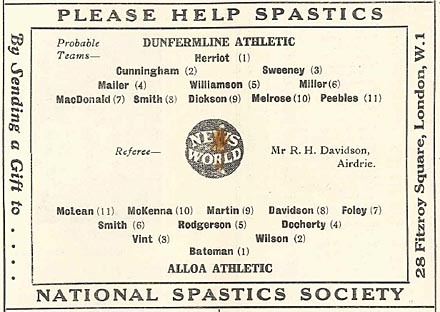 PLEASE HELP SPASTICS
By Sending a Gift to . . . . .
Probable Teams—
DUNFERMLINE ATHLETIC
Herriot (1)
Cunningham (2) Sweeney (3)
Mailer (4) Williamson (5) Miller (6)
MacDonald (7) Smith (8) Dickson (9) Melrose (10) Peebles (11)
Referee—
NEWS
OF THE
WORLD
Mr R. H. Davidson,
Airdrie.
McLean (11) McKenna (10) Martin (9) Davidson (8) Foley (7)
Smith (6) Rodgerson (5) Docherty (4)
Vint (3) Wilson (2)
Bateman (1)
ALLOA ATHLETIC
28 Fitzroy Square, London, W.1
NATIONAL SPASTICS SOCIETY